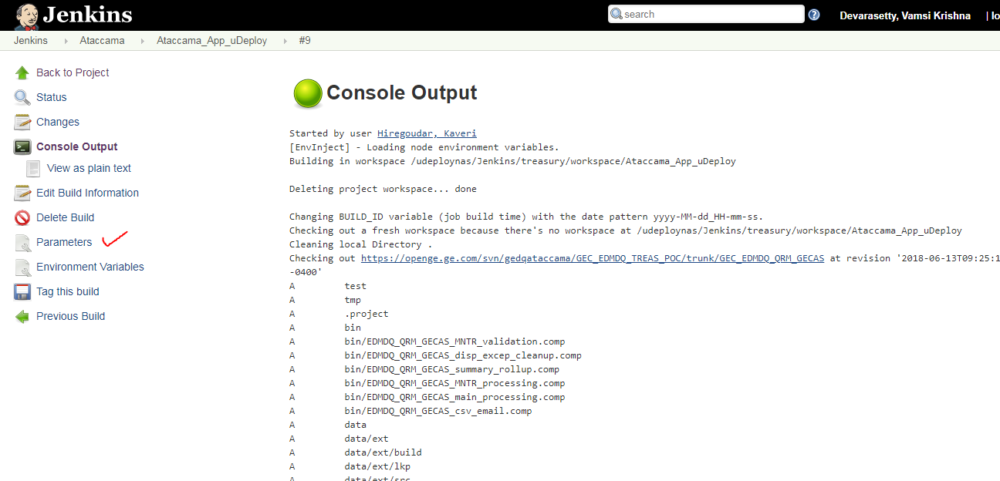 Jenkins
search
?
Devarasetty, Vamsi Krishna | lo
Jenkins Ataccama Ataccama_App_uDeploy #9
Back to Project
Status
Changes
Console Output
View as plain text
Edit Build Information
Delete Build
Parameters
Environment Variables
Tag this build
Previous Build
Console Output
Started by user Hiregoudar, Kaveri
[EnvInject] - Loading node environment variables.
Building in workspace /udeploynas/Jenkins/treasury/workspace/Ataccama_App_uDeploy
Deleting project workspace... done
Changing BUILD_ID variable (job build time) with the date pattern yyyy-MM-dd_HH-mm-ss.
Checking out a fresh workspace because there's no workspace at /udeploynas/Jenkins/treasury/workspace/Ataccama_App_uDeploy
Cleaning local Directory .
Checking out https://openge.ge.com/svn/gedqataccama/GEC_EDMDQ_TREAS_POC/trunk/GEC_EDMDQ_QRM_GECAS at revision '2018-06-13T09:25:1
-0400'
A test
A tmp
A .project
A bin
A bin/EDMDQ_QRM_GECAS_MNTR_validation.comp
A bin/EDMDQ_QRM_GECAS_disp_excep_cleanup.comp
A bin/EDMDQ_QRM_GECAS_summary_rollup.comp
A bin/EDMDQ_QRM_GECAS_MNTR_processing.comp
A bin/EDMDQ_QRM_GECAS_main_processing.comp
A bin/EDMDQ_QRM_GECAS_csv_email.comp
A data
A data/ext
A data/ext/build
A data/ext/lkp
A data/ext/src